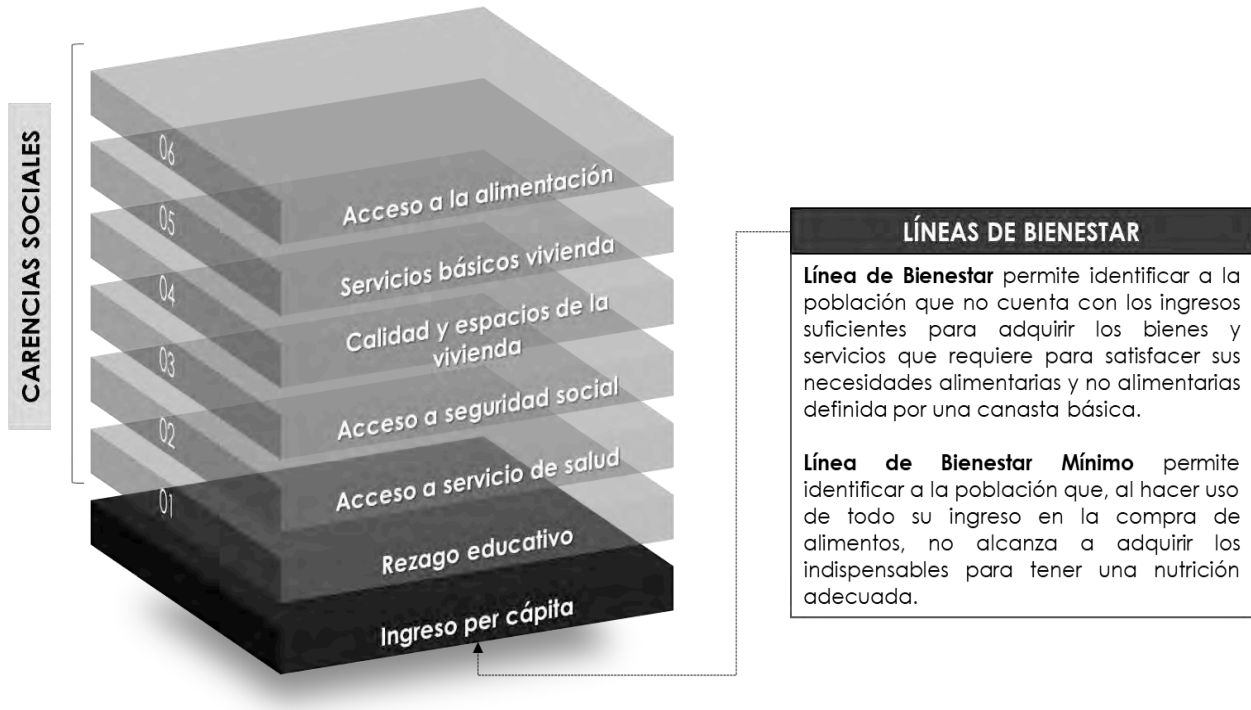 CARENCIAS SOCIALES
06
Acceso a la alimentación
05
Servicios básicos vivienda
04
Calidad y espacios de la
vivienda
03
Acceso a seguridad social
02
Acceso a servicio de salud
01
Rezago educativo
Ingreso per cápita
LÍNEAS DE BIENESTAR
Línea de Bienestar permite identificar a la
población que no cuenta con los ingresos
suficientes para adquirir los bienes y
servicios que requiere para satisfacer sus
necesidades alimentarias y no alimentarias
definida por una canasta básica.
Línea de Bienestar Mínimo permite
identificar a la población que, al hacer uso
de todo su ingreso en la compra de
alimentos, no alcanza a adquirir los
indispensables para tener una nutrición
adecuada.